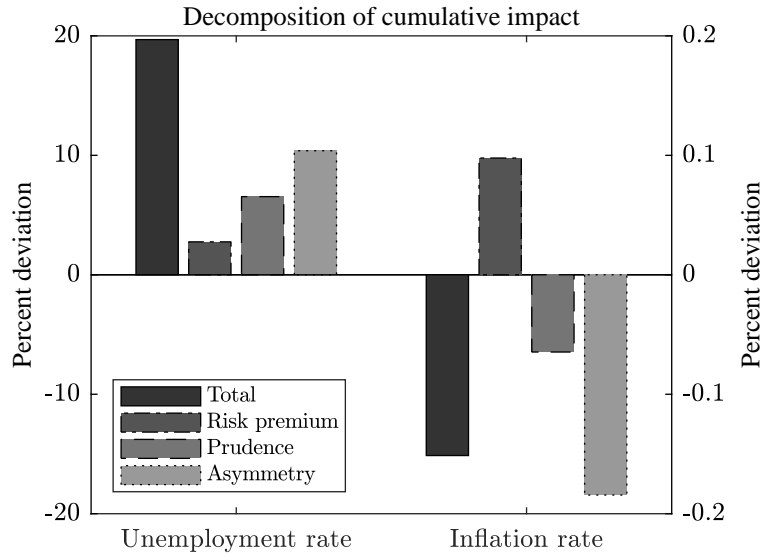 Decomposition of cumulative impact
20
10
0
-10
-20
Percent deviation
0.2
0.1
0
-0.1
-0.2
Percent deviation
Total
Risk premium
Prudence
Asymmetry
Unemployment rate
Inflation rate